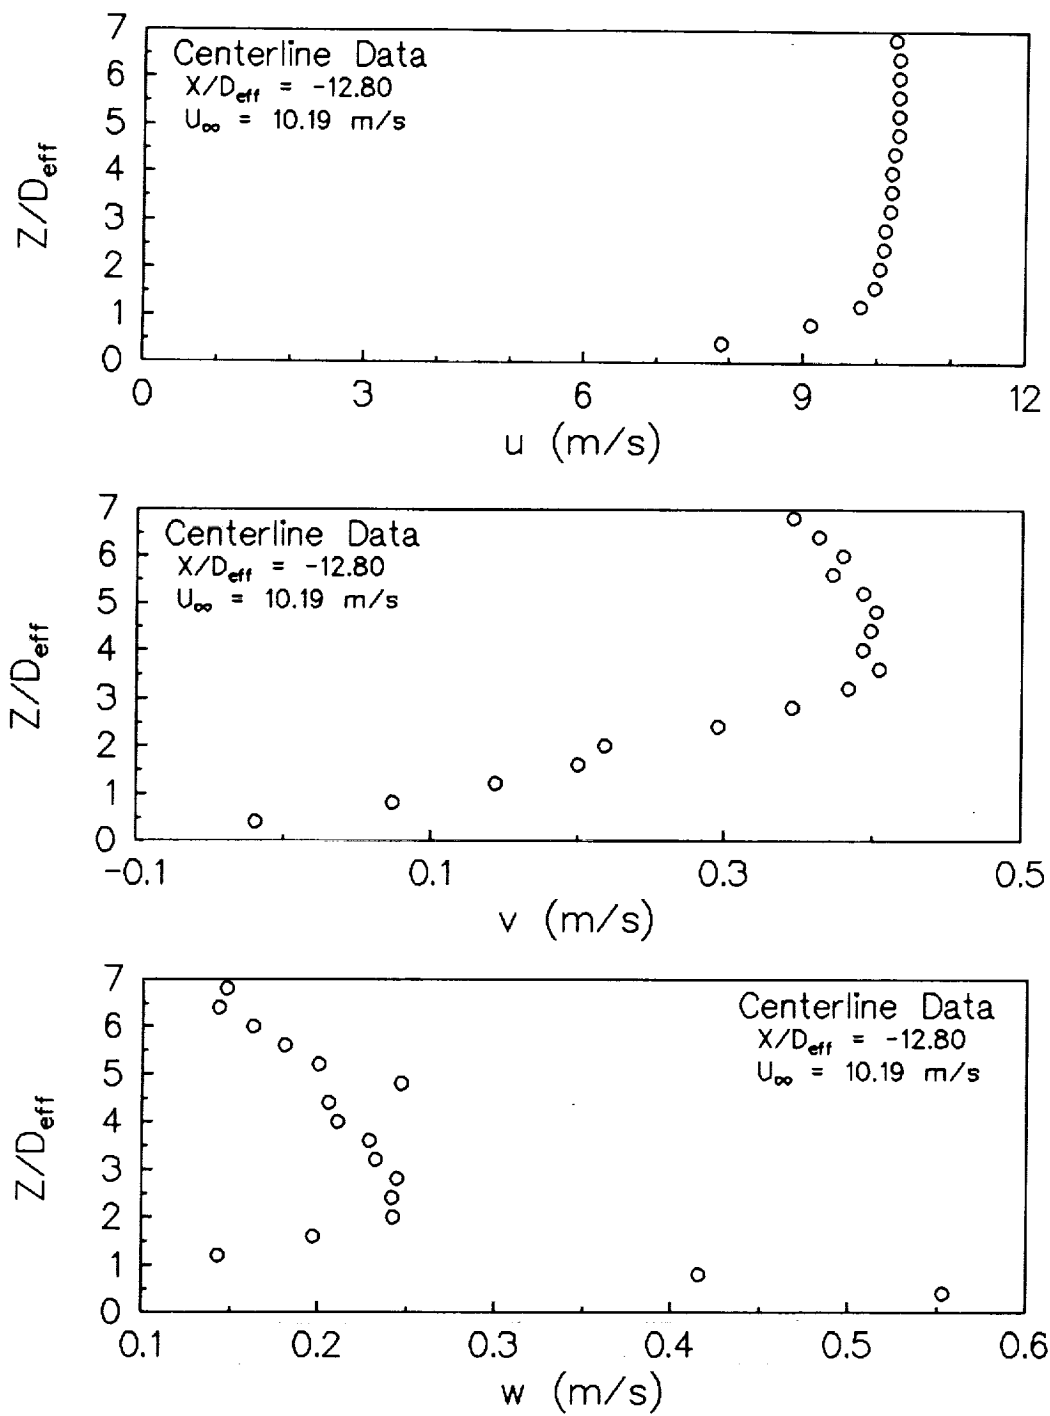 7
6
5
4
3
2
1
0
Z/D_eff
Centerline Data
X/D_eff = -12.80
U_∞ = 10.19 m/s
0 3 6 9 12
u (m/s)
7
6
5
4
3
2
1
0
Z/D_eff
Centerline Data
X/D_eff = -12.80
U_∞ = 10.19 m/s
-0.1 0.1 0.3 0.5
v (m/s)
7
6
5
4
3
2
1
0
Z/D_eff
Centerline Data
X/D_eff = -12.80
U_∞ = 10.19 m/s
0.1 0.2 0.3 0.4 0.5 0.6
w (m/s)